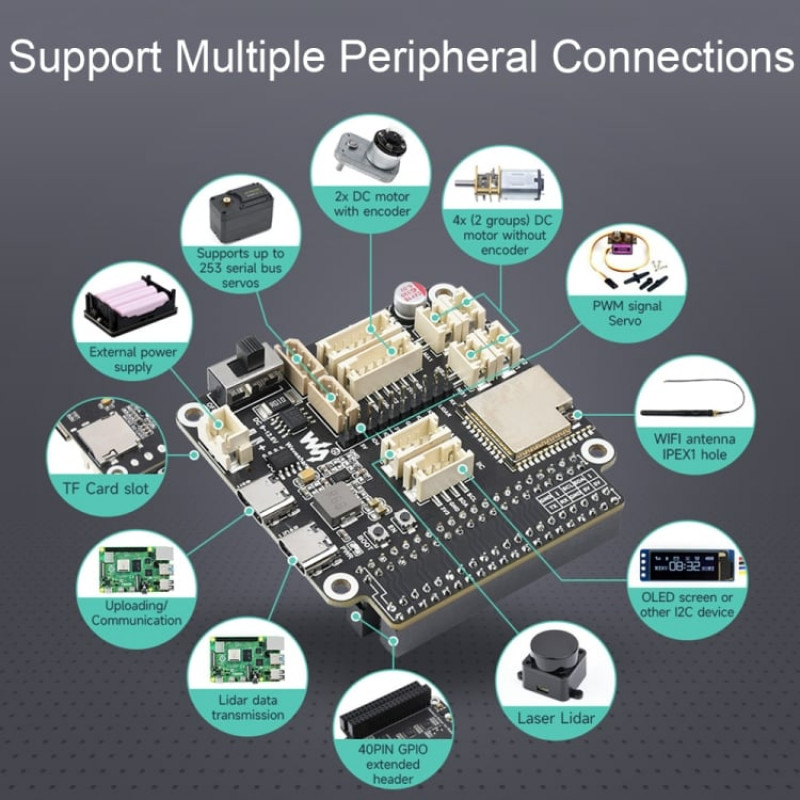 Support Multiple Peripheral Connections
2x DC motor
with encoder
4x (2 groups) DC
motor without
encoder
Supports up to
253 serial bus
servos
PWM signal
Servo
External power
supply
WIFI antenna
IPEX1 hole
TF Card slot
OLED screen or
other I2C device
08:32
Uploading/
Communication
Lidar data
transmission
Laser Lidar
40PIN GPIO
extended
header
BOOT